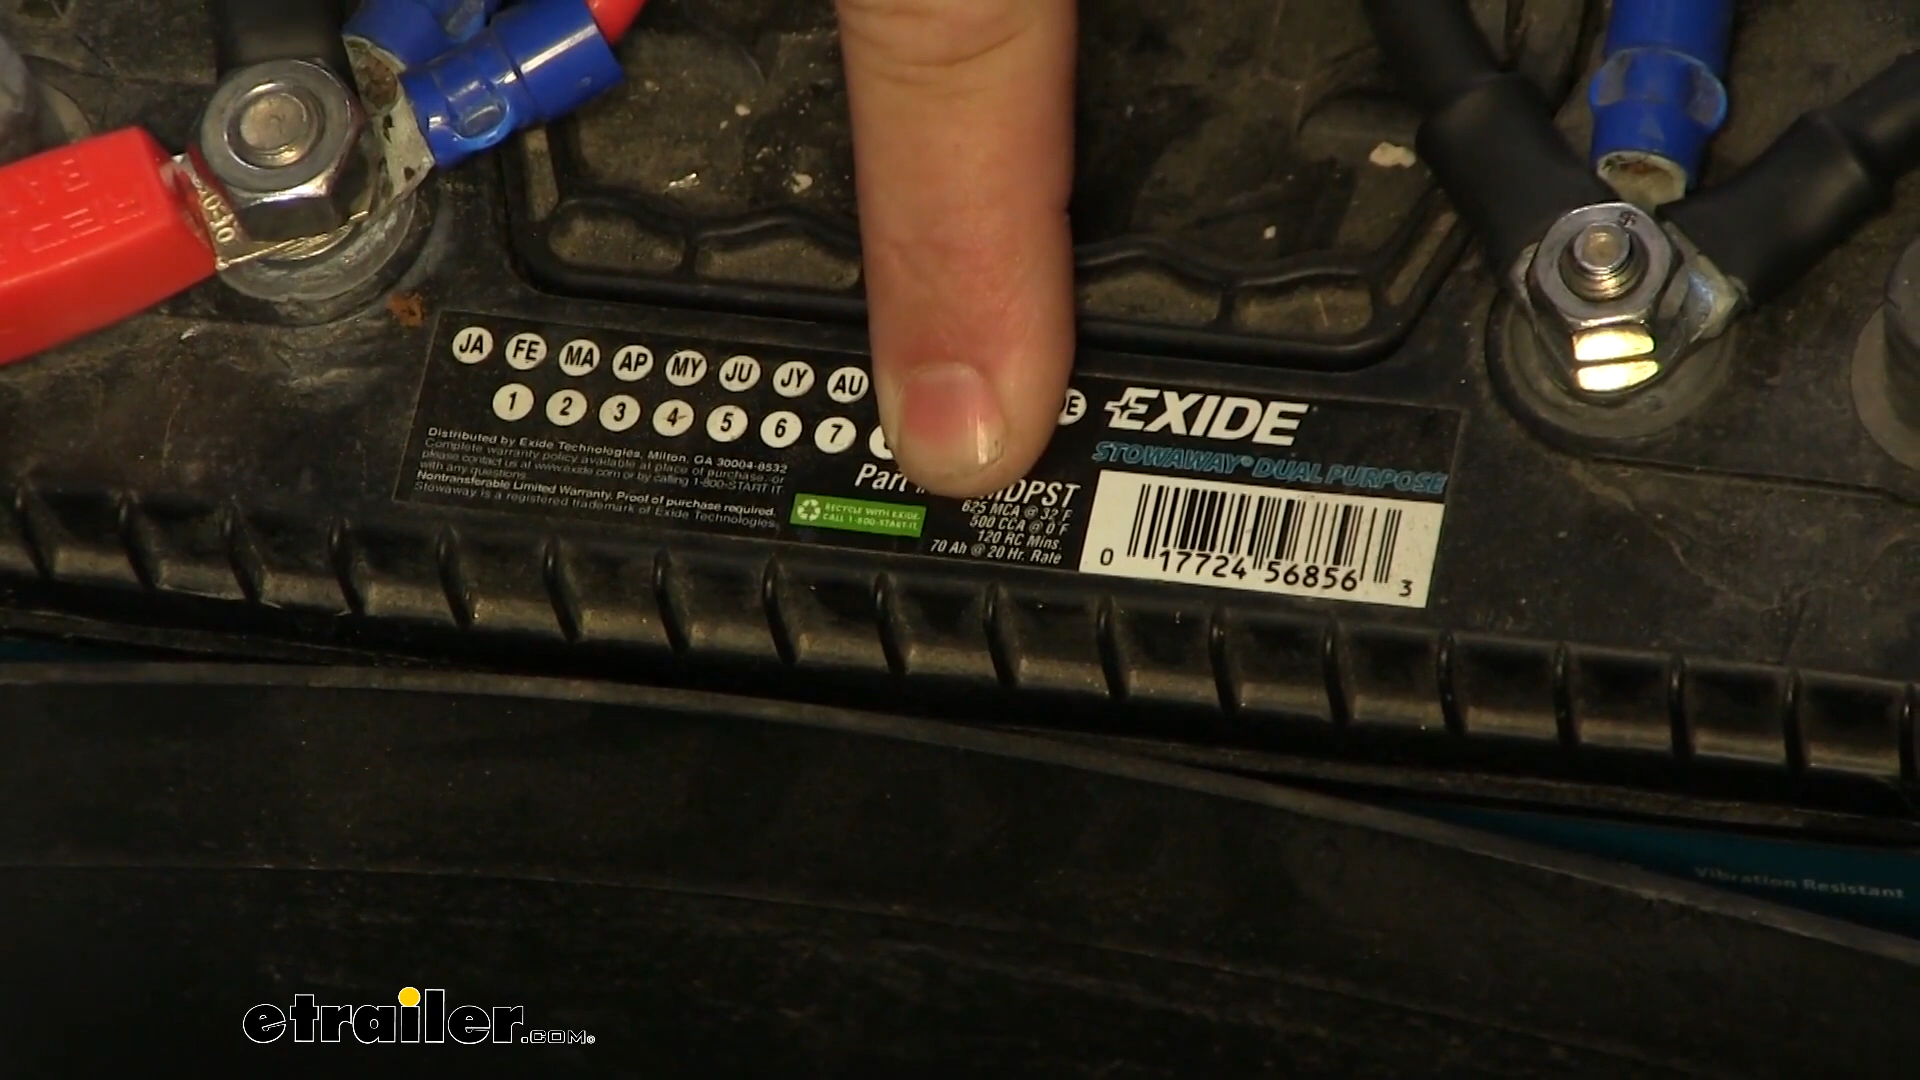 JA FE MA AP MY JU JY AU
1 2 3 4 5 6 7
Distributed by Exide Technologies, Milton, GA 30004-8532
Complete warranty policy available at place of purchase, or
please contact us at www.exide.com or by calling 1-800-START IT
with any questions.
Nontransferable Limited Warranty. Proof of purchase required.
Stowaway is a registered trademark of Exide Technologies.
Part
RECYCLE WITH EXIDE.
CALL 1-800-START-IT.
625 MCA @ 32°F
500 CCA @ 0°F
120 RC Mins.
70 Ah @ 20 Hr. Rate
EXIDE
STOWAWAY® DUAL PURPOSE
0 17724 56856 3
Vibration Resistant
etrailer.COM